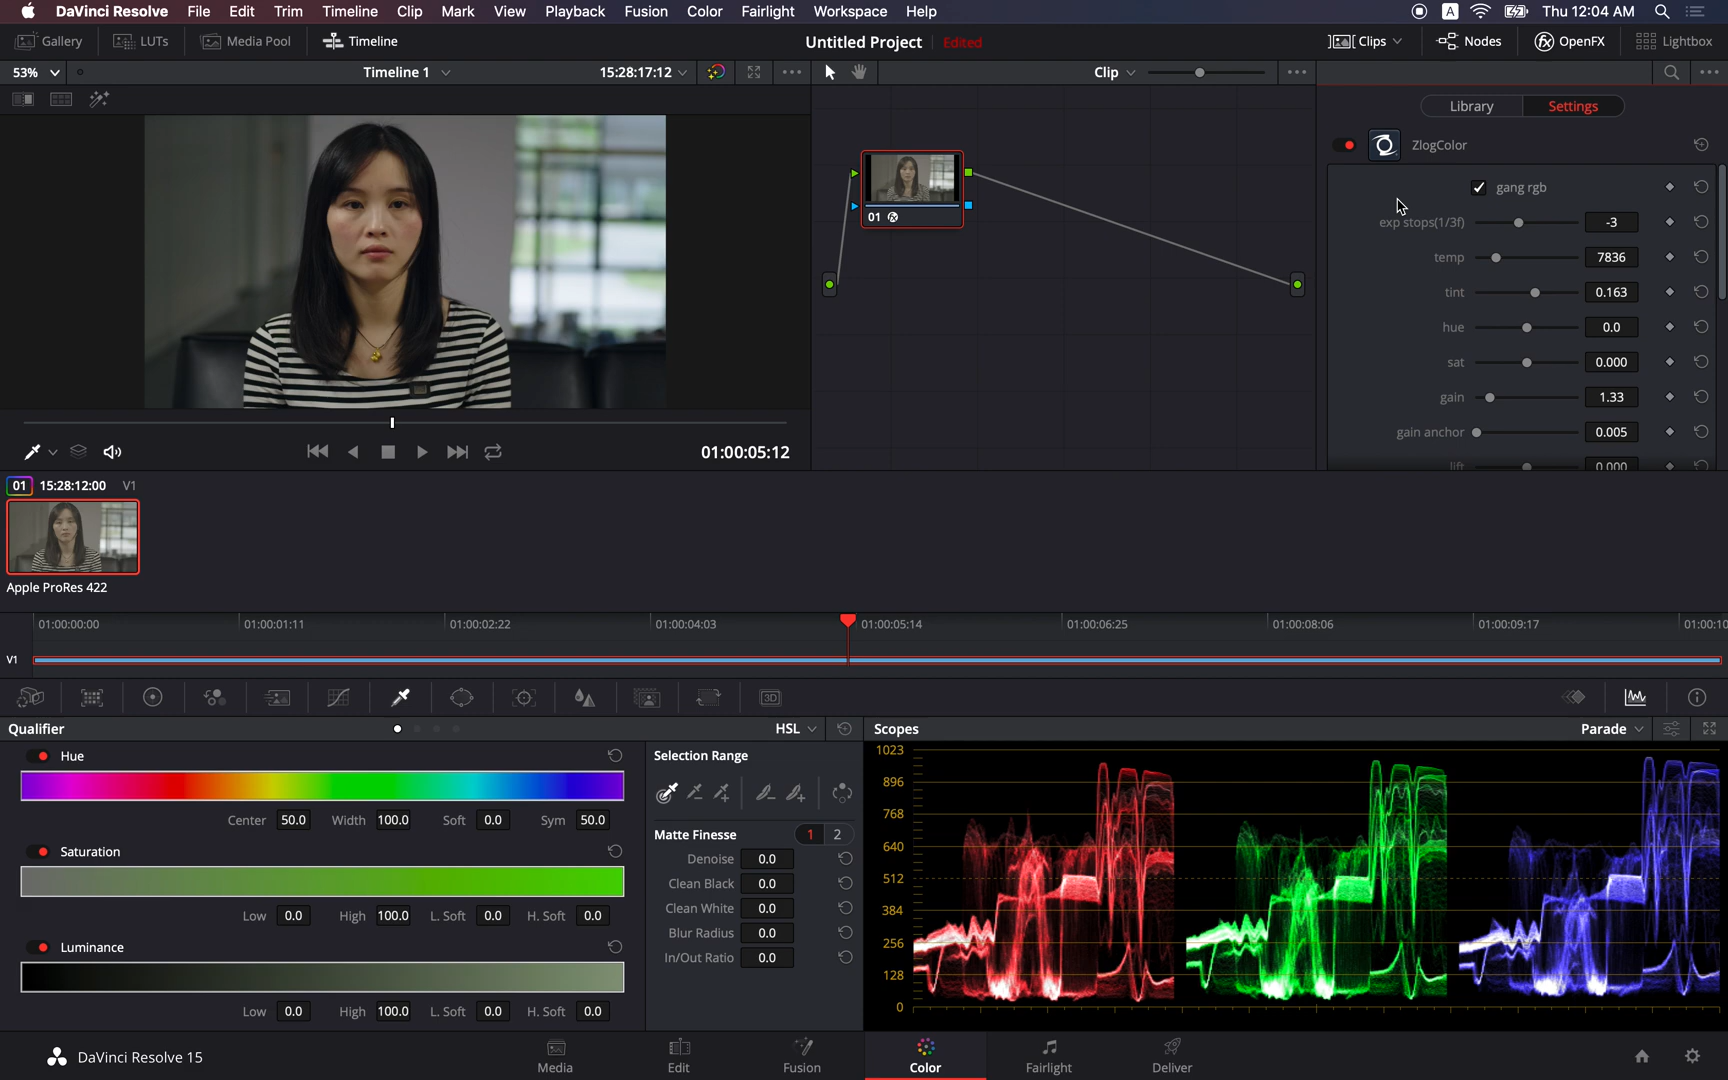 DaVinci Resolve File Edit Trim Timeline Clip Mark View Playback Fusion Color Fairlight Workspace Help A Thu 12:04 AM
Gallery LUTs Media Pool Timeline Untitled Project Edited Clips Nodes OpenFX Lightbox
53% Timeline 1 15:28:17:12 Clip
Library Settings
ZlogColor
gang rgb
exp stops(1/3f) -3
temp 7836
tint 0.163
hue 0.0
sat 0.000
gain 1.33
gain anchor 0.005
lift 0.000
01
01:00:05:12
01 15:28:12:00 V1
Apple ProRes 422
01:00:00:00 01:00:01:11 01:00:02:22 01:00:04:03 01:00:05:14 01:00:06:25 01:00:08:06 01:00:09:17 01:00:10
V1
3D
Qualifier HSL Scopes Parade
Hue
Center 50.0 Width 100.0 Soft 0.0 Sym 50.0
Saturation
Low 0.0 High 100.0 L. Soft 0.0 H. Soft 0.0
Luminance
Low 0.0 High 100.0 L. Soft 0.0 H. Soft 0.0
Selection Range
Matte Finesse 1 2
Denoise 0.0
Clean Black 0.0
Clean White 0.0
Blur Radius 0.0
In/Out Ratio 0.0
1023
896
768
640
512
384
256
128
0
DaVinci Resolve 15 Media Edit Fusion Color Fairlight Deliver